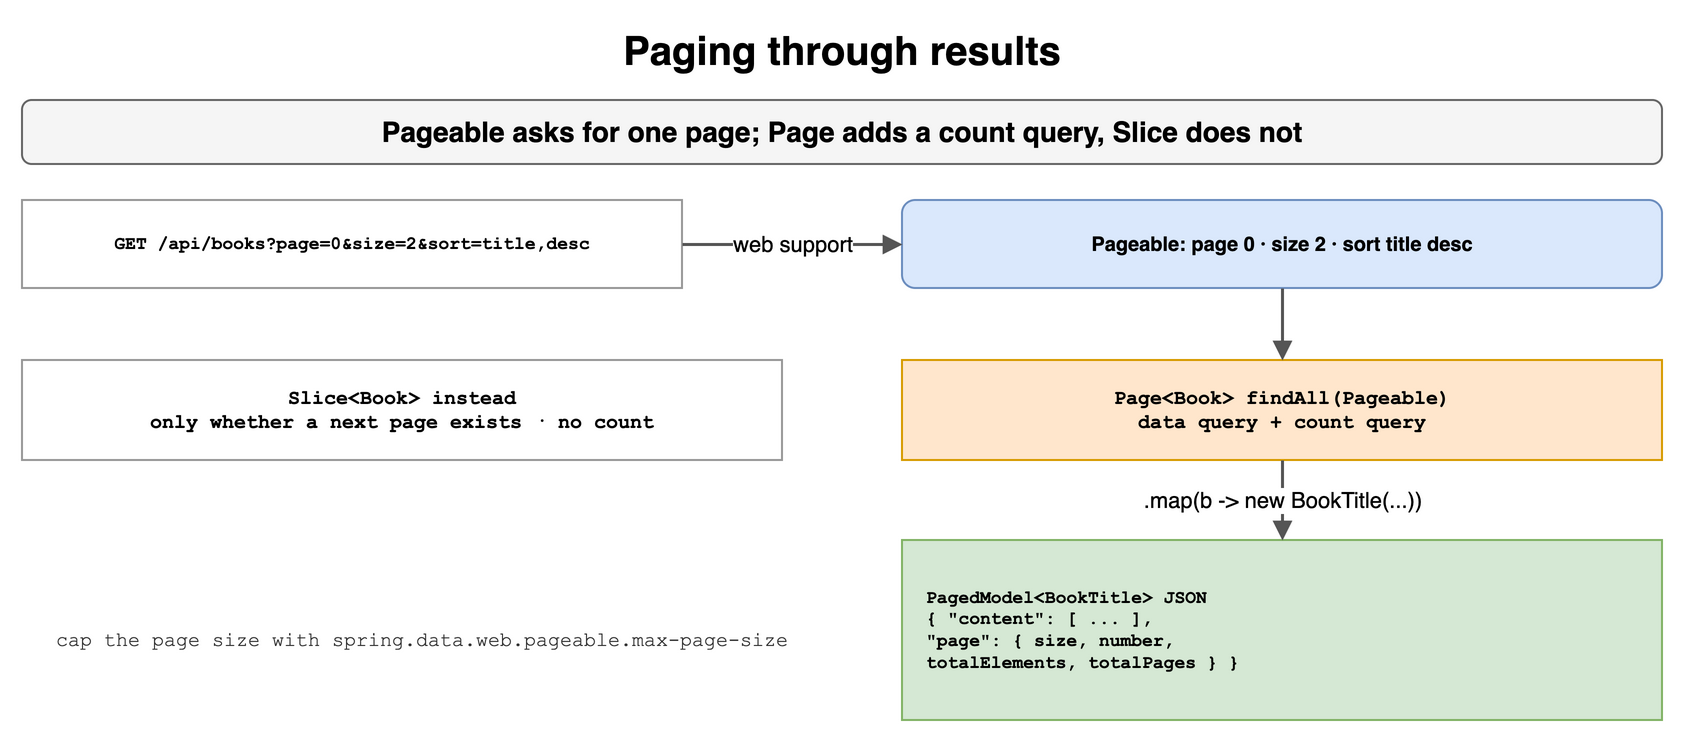 Paging through results
Pageable asks for one page; Page adds a count query, Slice does not
GET /api/books?page=0&size=2&sort=title,desc
web support
Pageable: page 0 · size 2 · sort title desc
Slice<Book> instead
only whether a next page exists · no count
Page<Book> findAll(Pageable)
data query + count query
.map(b -> new BookTitle(...))
PagedModel<BookTitle> JSON
{ "content": [ ... ],
"page": { size, number,
totalElements, totalPages } }
cap the page size with spring.data.web.pageable.max-page-size